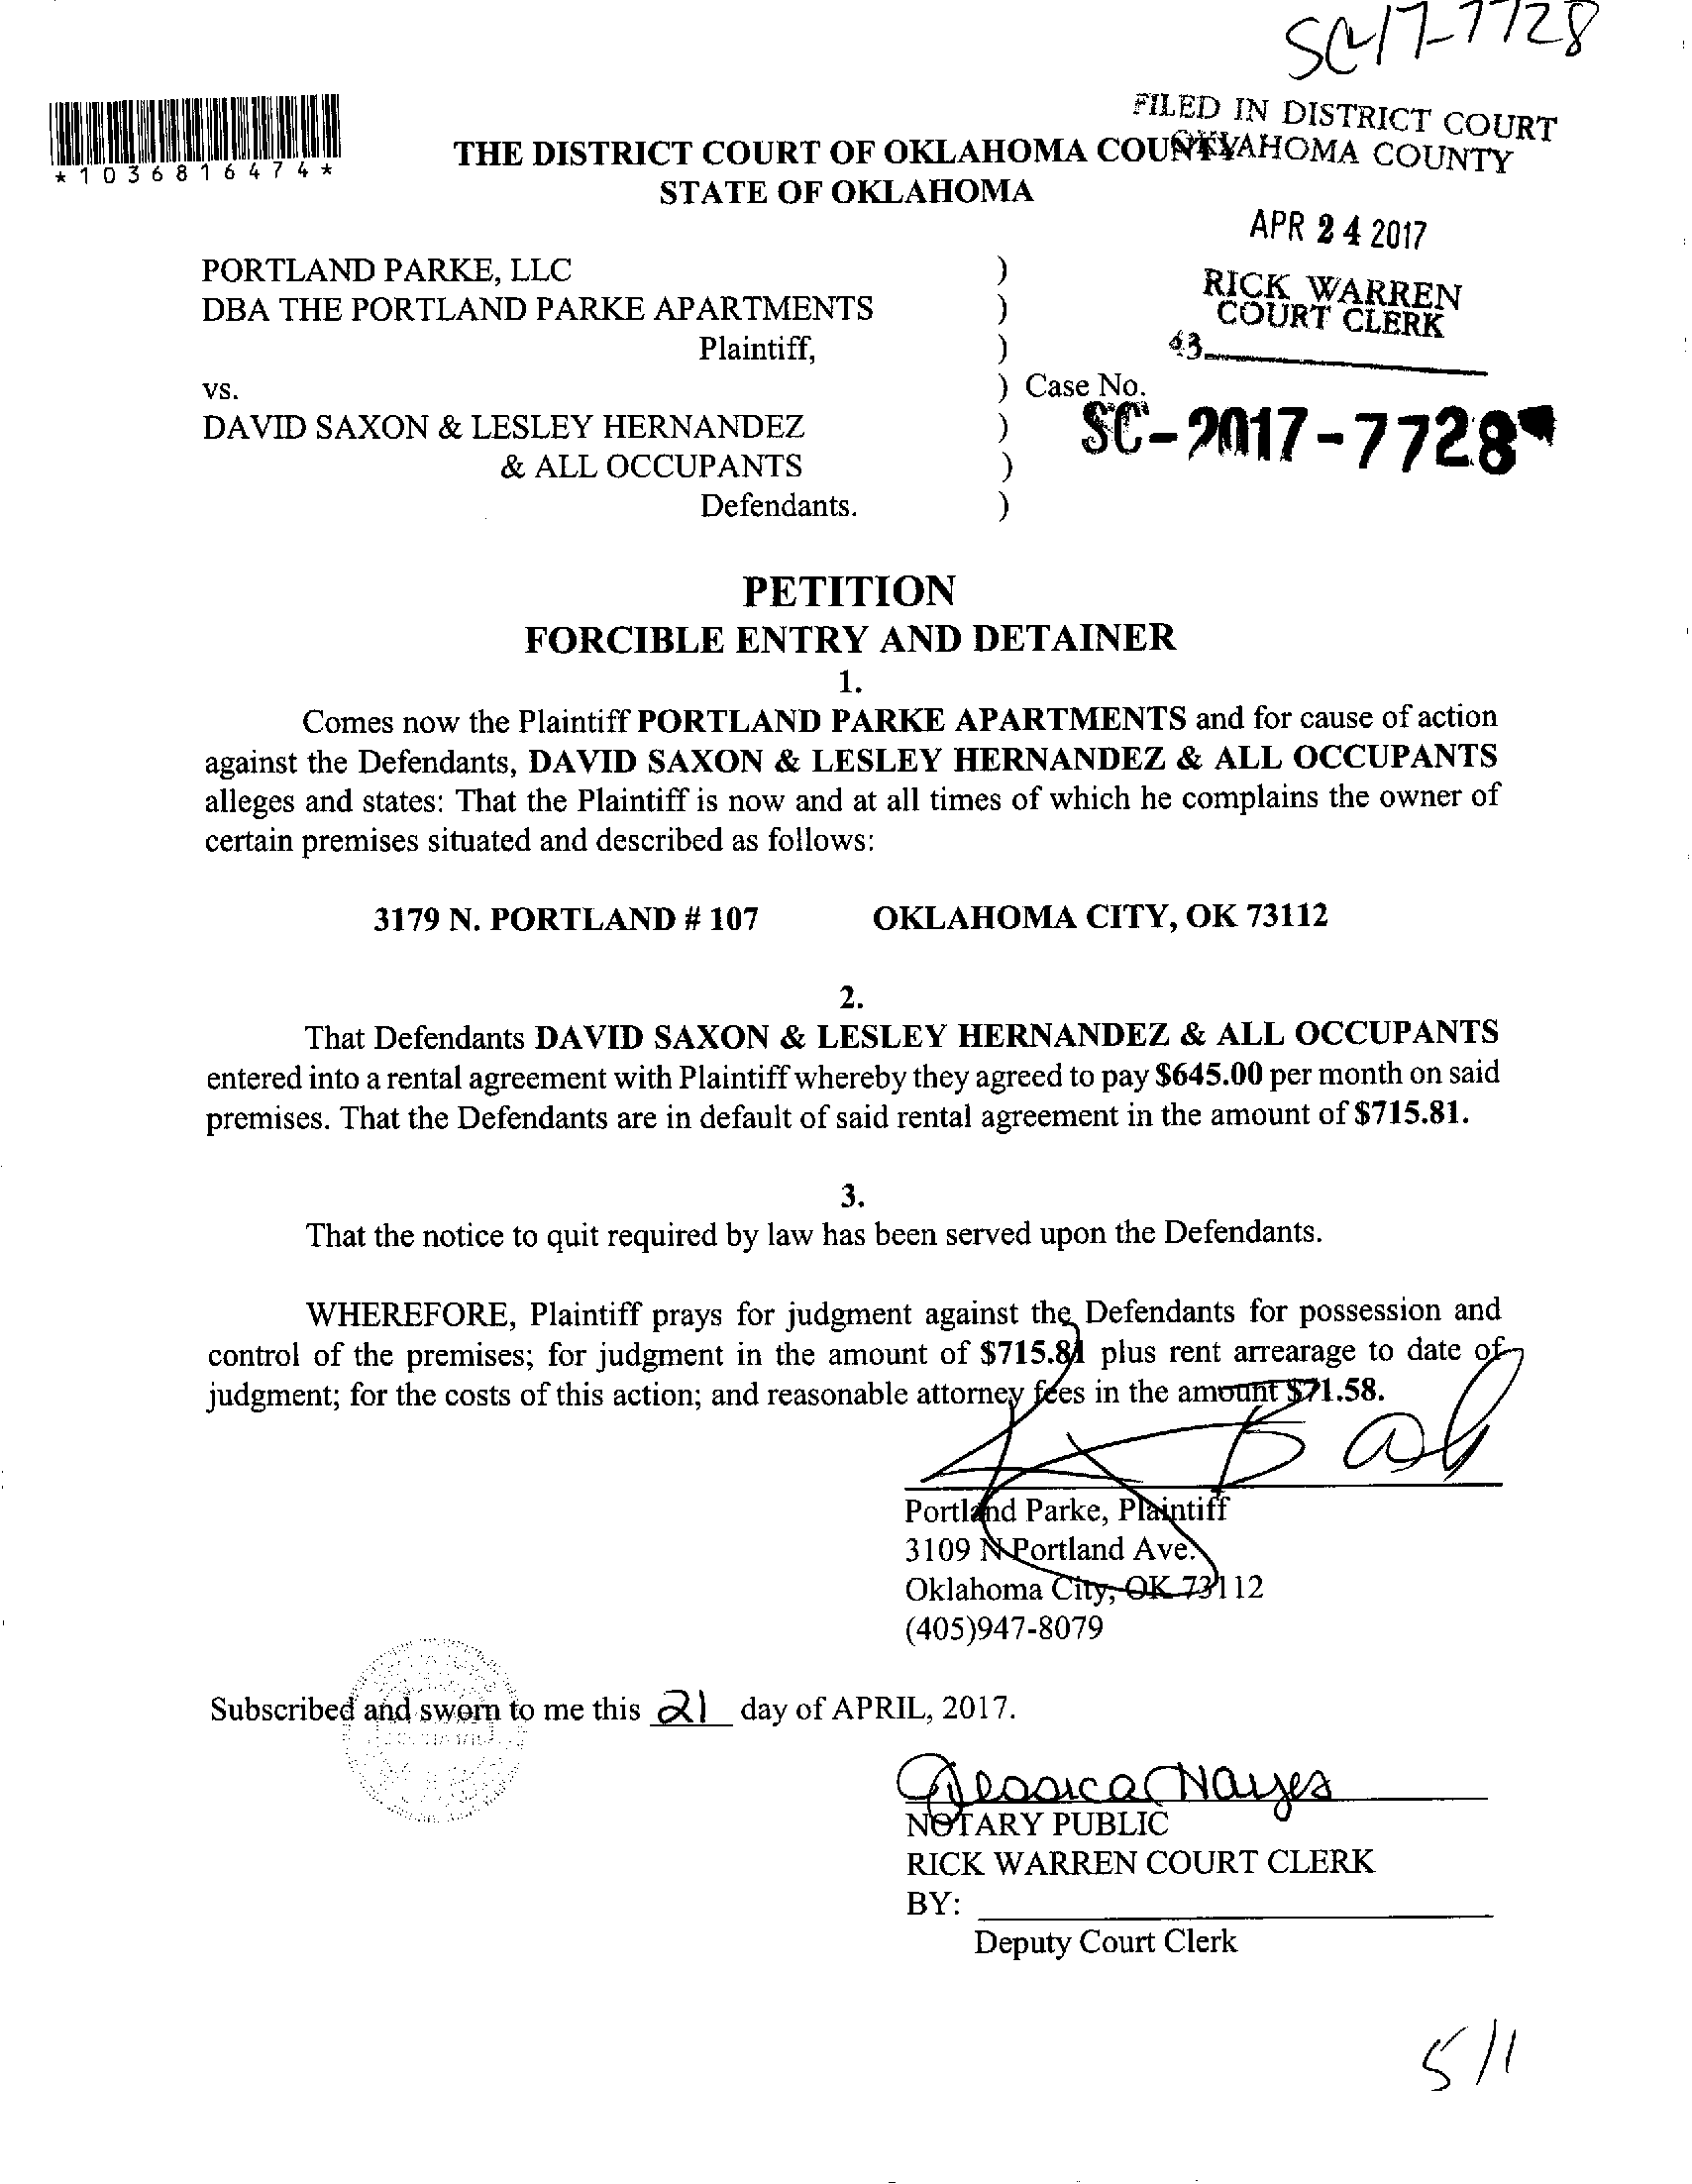 SC-17-7728
FILED IN DISTRICT COURT
OKLAHOMA COUNTY
*1036816474*
THE DISTRICT COURT OF OKLAHOMA COUNTY
STATE OF OKLAHOMA
APR 24 2017
RICK WARREN
COURT CLERK
43
PORTLAND PARKE, LLC )
DBA THE PORTLAND PARKE APARTMENTS )
Plaintiff, )
vs. ) Case No.
DAVID SAXON & LESLEY HERNANDEZ ) SC-2017-7728
& ALL OCCUPANTS )
Defendants. )
PETITION
FORCIBLE ENTRY AND DETAINER
1.
Comes now the Plaintiff PORTLAND PARKE APARTMENTS and for cause of action
against the Defendants, DAVID SAXON & LESLEY HERNANDEZ & ALL OCCUPANTS
alleges and states: That the Plaintiff is now and at all times of which he complains the owner of
certain premises situated and described as follows:
3179 N. PORTLAND # 107 OKLAHOMA CITY, OK 73112
2.
That Defendants DAVID SAXON & LESLEY HERNANDEZ & ALL OCCUPANTS
entered into a rental agreement with Plaintiff whereby they agreed to pay $645.00 per month on said
premises. That the Defendants are in default of said rental agreement in the amount of $715.81.
3.
That the notice to quit required by law has been served upon the Defendants.
WHEREFORE, Plaintiff prays for judgment against the Defendants for possession and
control of the premises; for judgment in the amount of $715.81 plus rent arrearage to date of
judgment; for the costs of this action; and reasonable attorney fees in the amount $71.58.
Portland Parke, Plaintiff
3109 N Portland Ave.
Oklahoma City, OK 73112
(405)947-8079
Subscribed and sworn to me this 21 day of APRIL, 2017.
Jessica Hayes
NOTARY PUBLIC
RICK WARREN COURT CLERK
BY:
Deputy Court Clerk
5/1